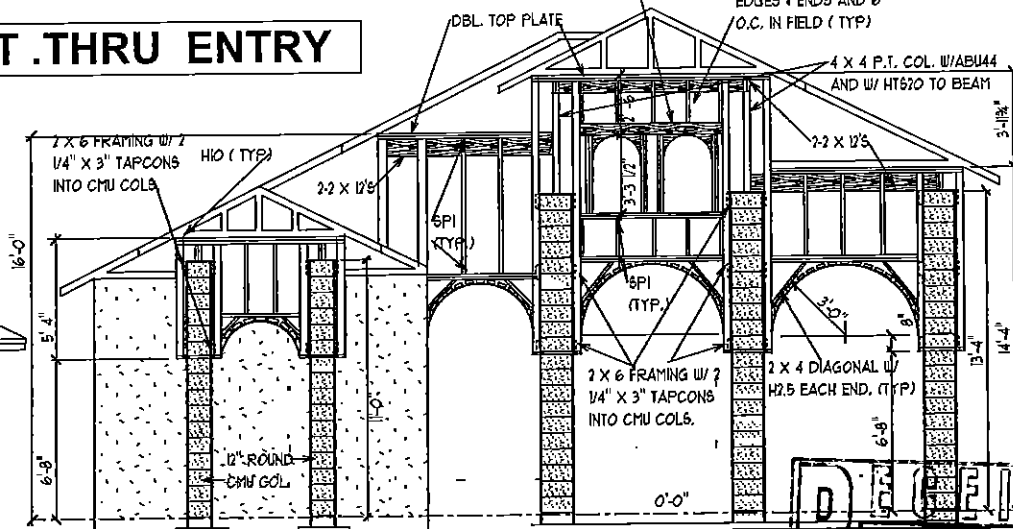 T .THRU ENTRY
DBL. TOP PLATE
EDGES & ENDS AND 6
O.C. IN FIELD ( TYP)
4 X 4 P.T. COL. W/ABU44
AND W/ HTS20 TO BEAM
3'-11¾"
2 X 6 FRAMING W/ 2
1/4" X 3" TAPCONS
INTO CMU COLS.
H10 ( TYP)
2-2 X 12'S
2-2 X 12'S
3-3 1/2"
SP1
(TYP.)
SP1
(TYP.)
16'-0"
5' 4"
6'-8"
3'-0"
8"
13'-4"
14'-4"
2 X 6 FRAMING W/ 2
1/4" X 3" TAPCONS
INTO CMU COLS.
2 X 4 DIAGONAL W/
H2.5 EACH END. (TYP)
6'-8"
12" ROUND
CMU COL.
0'-0"